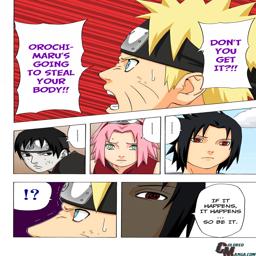 DON'T
YOU
GET
IT?!!
OROCHI-
MARU'S
GOING
TO STEAL
YOUR
BODY!!
!?
IF IT
HAPPENS,
IT HAPPENS
...
SO BE IT.
COLORED
MANGA.COM